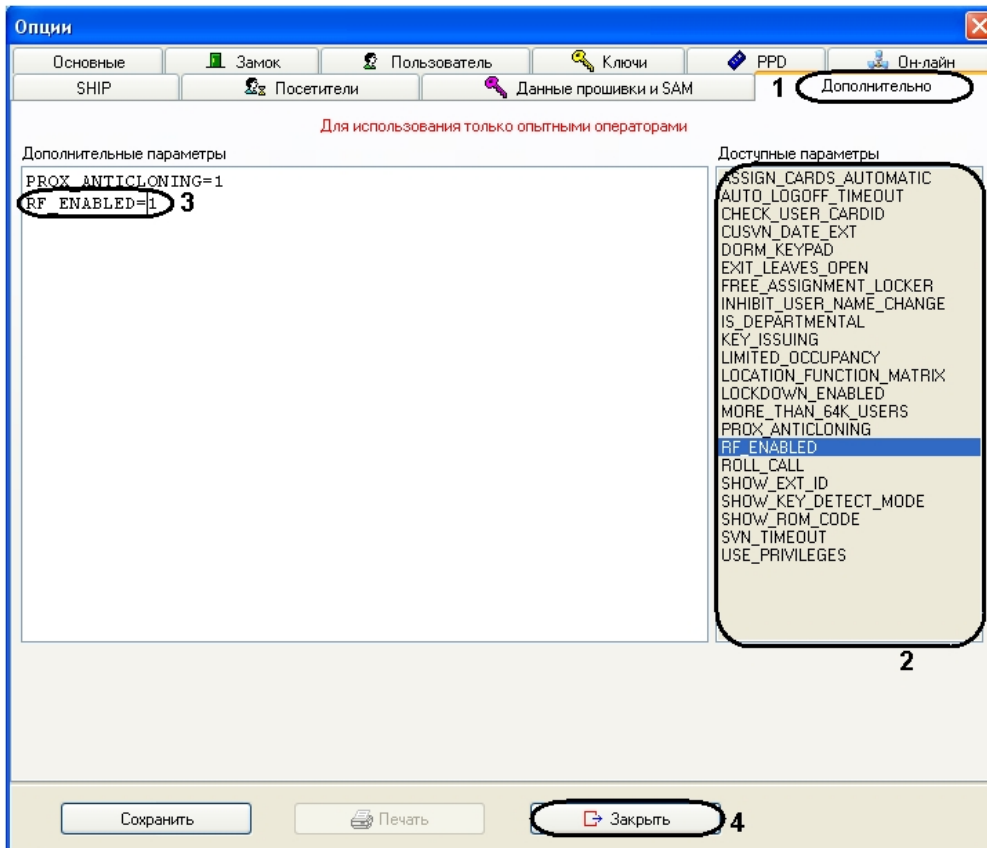 Опции
Основные Замок Пользователь Ключи PPD Он-лайн
SHIP Посетители Данные прошивки и SAM 1 Дополнительно
Для использования только опытными операторами
Дополнительные параметры Доступные параметры
PROX_ANTICLONING=1
RF_ENABLED=1 3
ASSIGN_CARDS_AUTOMATIC
AUTO_LOGOFF_TIMEOUT
CHECK_USER_CARDID
CUSVN_DATE_EXT
DORM_KEYPAD
EXIT_LEAVES_OPEN
FREE_ASSIGNMENT_LOCKER
INHIBIT_USER_NAME_CHANGE
IS_DEPARTMENTAL
KEY_ISSUING
LIMITED_OCCUPANCY
LOCATION_FUNCTION_MATRIX
LOCKDOWN_ENABLED
MORE_THAN_64K_USERS
PROX_ANTICLONING
RF_ENABLED
ROLL_CALL
SHOW_EXT_ID
SHOW_KEY_DETECT_MODE
SHOW_ROM_CODE
SVN_TIMEOUT
USE_PRIVILEGES
2
Сохранить Печать Закрыть 4